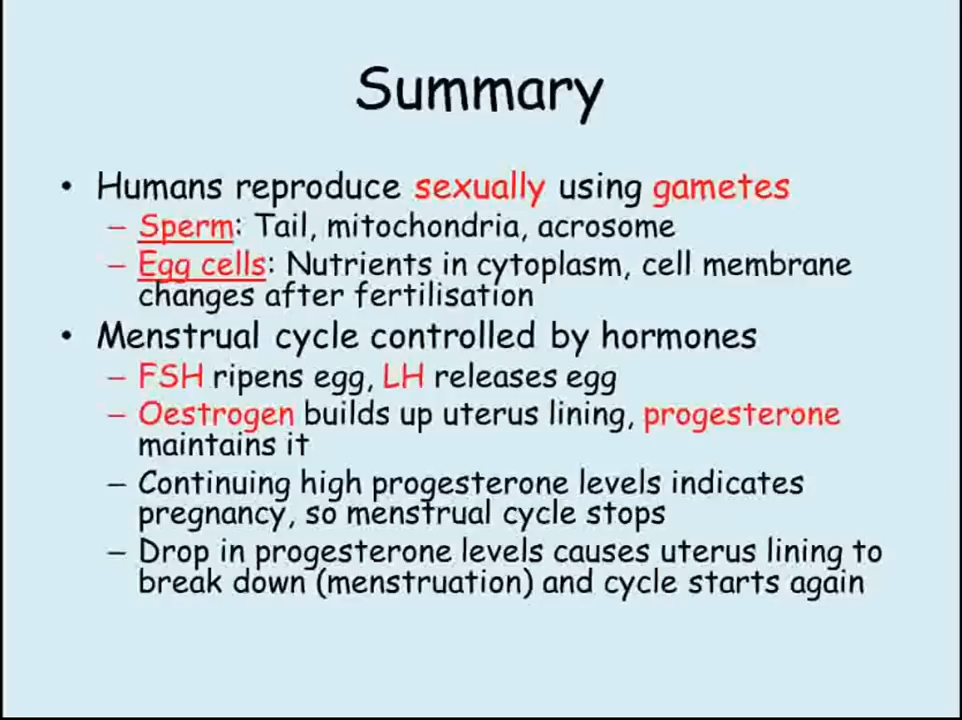 Summary
• Humans reproduce sexually using gametes
– Sperm: Tail, mitochondria, acrosome
– Egg cells: Nutrients in cytoplasm, cell membrane
changes after fertilisation
• Menstrual cycle controlled by hormones
– FSH ripens egg, LH releases egg
– Oestrogen builds up uterus lining, progesterone
maintains it
– Continuing high progesterone levels indicates
pregnancy, so menstrual cycle stops
– Drop in progesterone levels causes uterus lining to
break down (menstruation) and cycle starts again